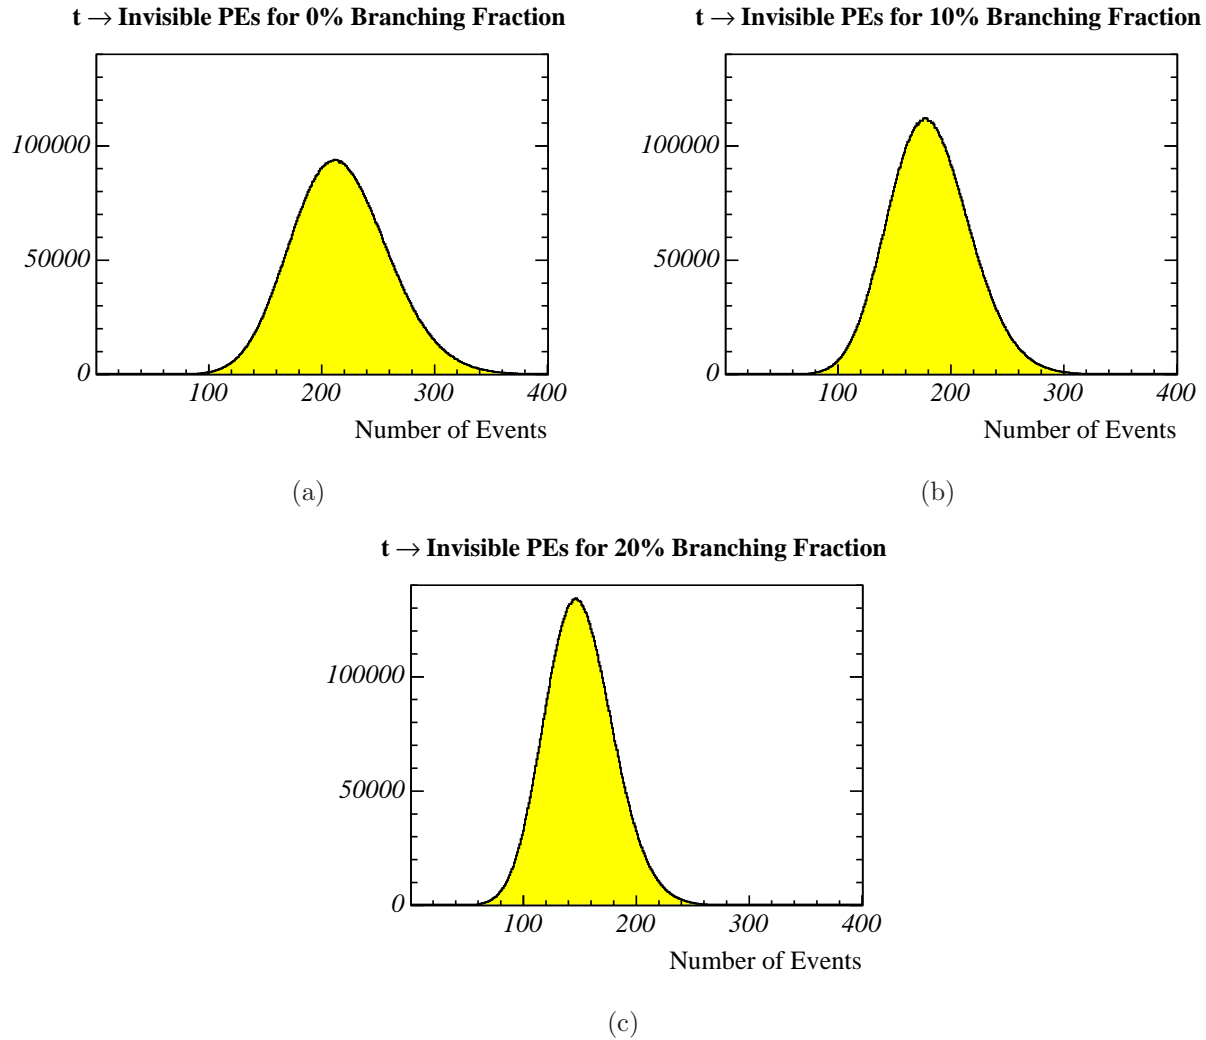 t → Invisible PEs for 0% Branching Fraction
100000
50000
0
100 200 300 400
Number of Events
(a)
t → Invisible PEs for 10% Branching Fraction
100000
50000
0
100 200 300 400
Number of Events
(b)
t → Invisible PEs for 20% Branching Fraction
100000
50000
0
100 200 300 400
Number of Events
(c)